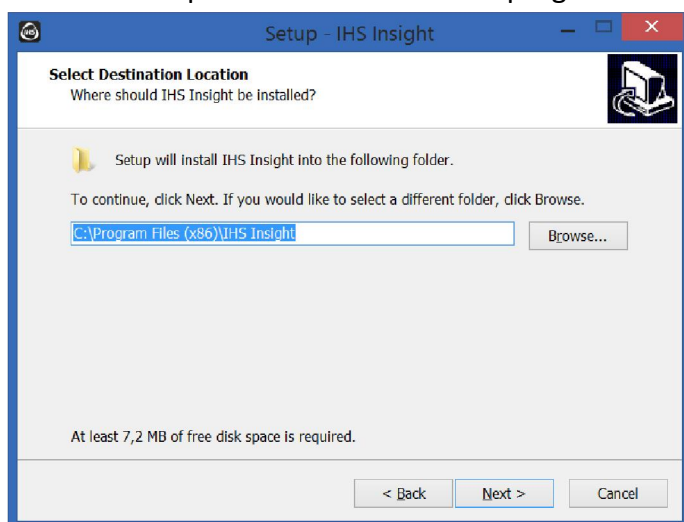 Setup - IHS Insight
Select Destination Location
Where should IHS Insight be installed?
Setup will install IHS Insight into the following folder.
To continue, click Next. If you would like to select a different folder, click Browse.
C:\Program Files (x86)\IHS Insight
Browse...
At least 7,2 MB of free disk space is required.
< Back
Next >
Cancel